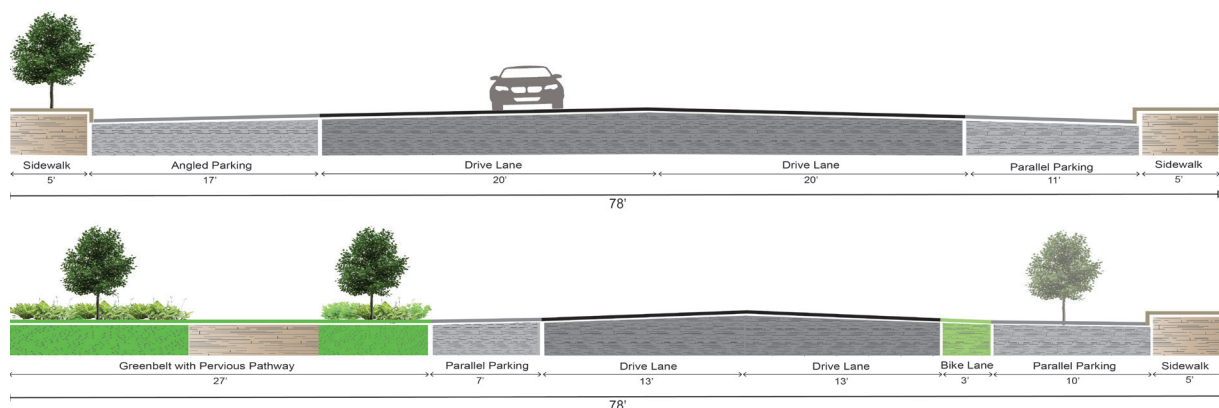 Sidewalk Angled Parking Drive Lane Drive Lane Parallel Parking Sidewalk
5' 17' 20' 20' 11' 5'
78'
Greenbelt with Pervious Pathway Parallel Parking Drive Lane Drive Lane Bike Lane Parallel Parking Sidewalk
27' 7' 13' 13' 3' 10' 5'
78'